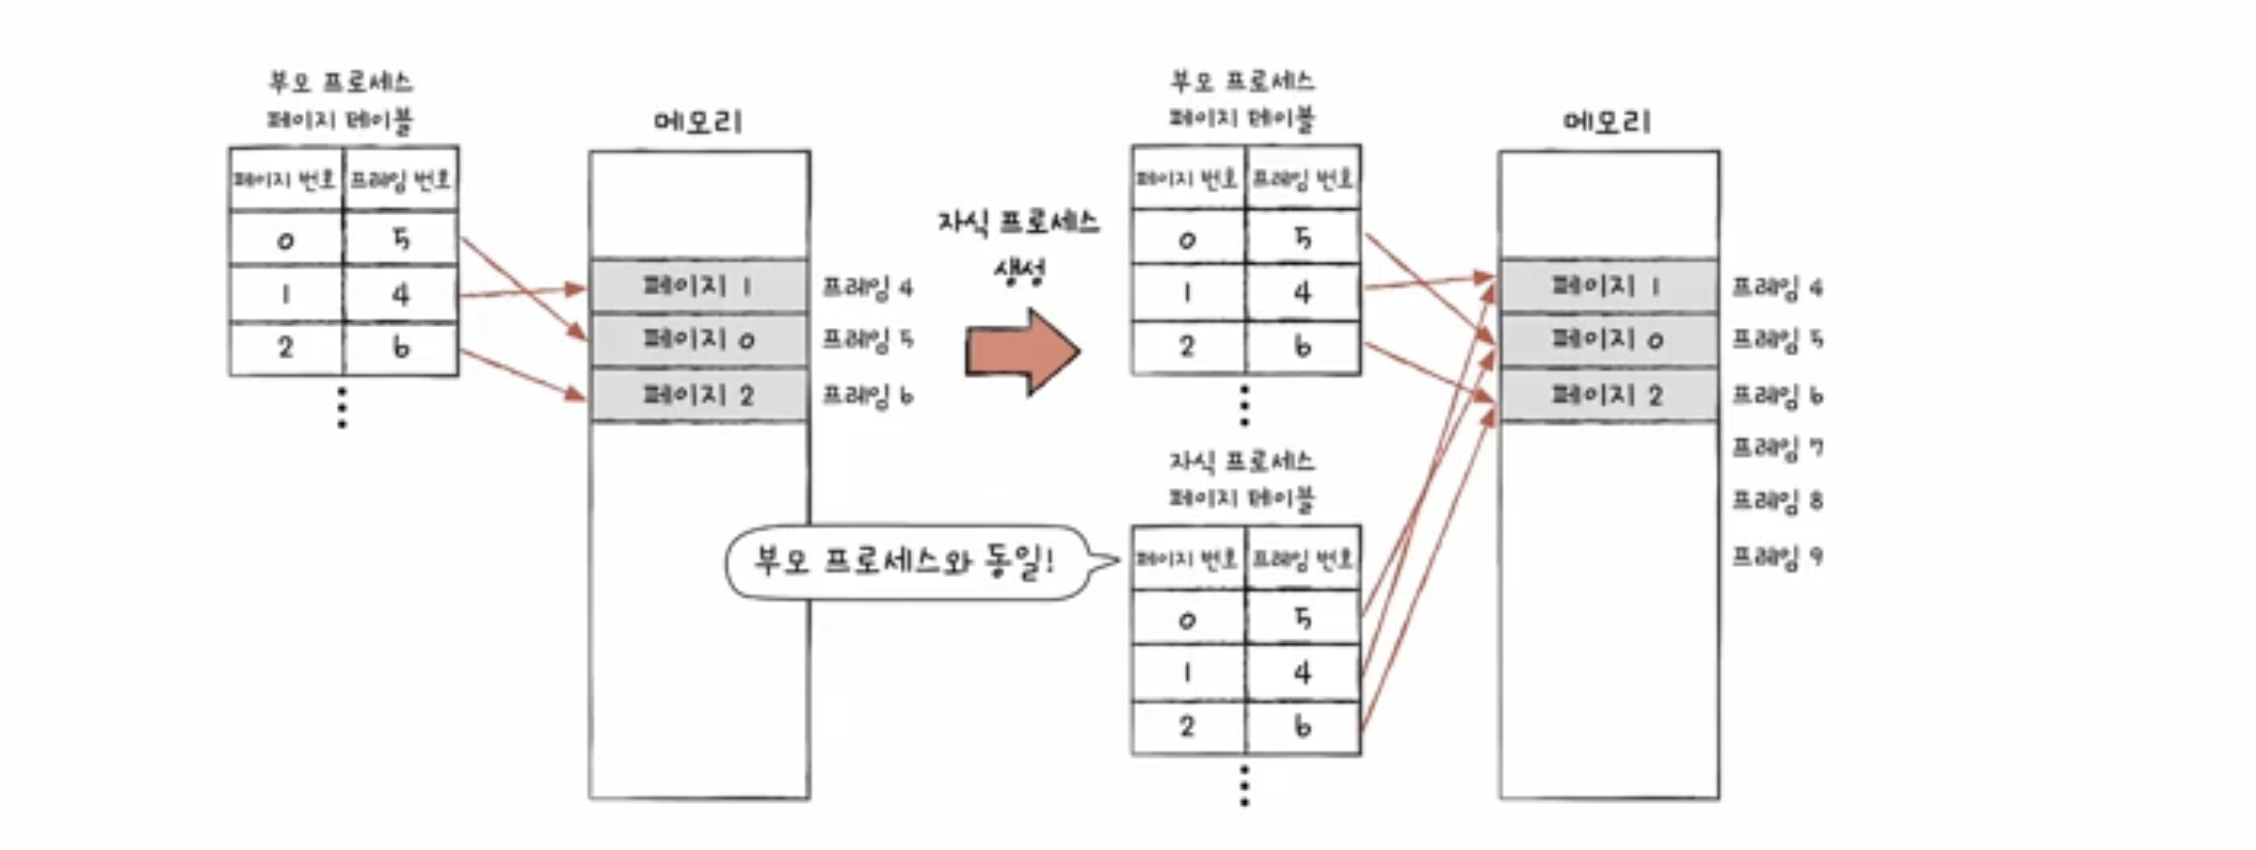 부모 프로세스
페이지 테이블
페이지 번호 프레임 번호
0 5
1 4
2 6
메모리
페이지 1 프레임 4
페이지 0 프레임 5
페이지 2 프레임 6
자식 프로세스
생성
부모 프로세스
페이지 테이블
페이지 번호 프레임 번호
0 5
1 4
2 6
부모 프로세스와 동일!
자식 프로세스
페이지 테이블
페이지 번호 프레임 번호
0 5
1 4
2 6
메모리
페이지 1 프레임 4
페이지 0 프레임 5
페이지 2 프레임 6
프레임 7
프레임 8
프레임 9